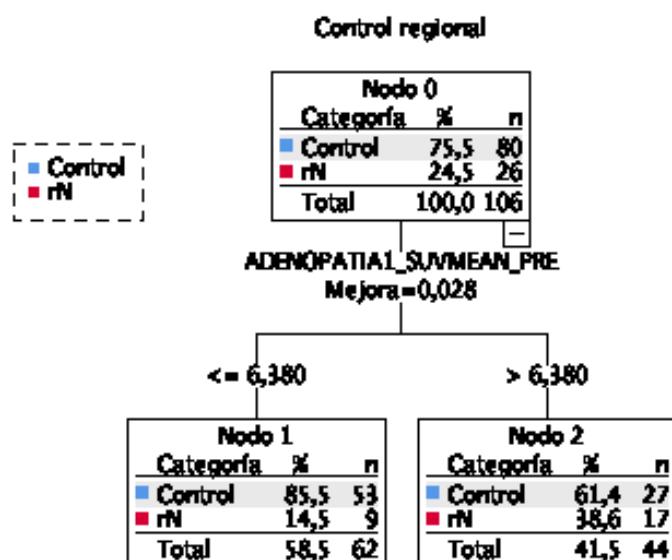 Control regional
Nodo 0
Categoría % n
Control 75,5 80
rN 24,5 26
Total 100,0 106
Control
rN
ADENOPATIA1_SUVMEAN_PRE
Mejora=0,028
<= 6,380
> 6,380
Nodo 1
Categoría % n
Control 85,5 53
rN 14,5 9
Total 58,5 62
Nodo 2
Categoría % n
Control 61,4 27
rN 38,6 17
Total 41,5 44